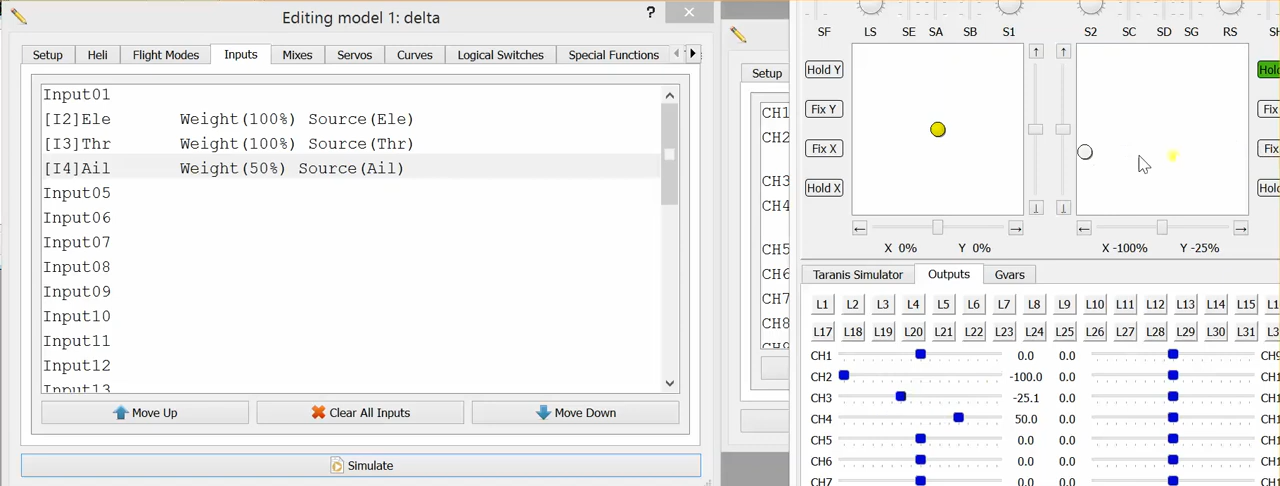 Editing model 1: delta
?
Setup Heli Flight Modes Inputs Mixes Servos Curves Logical Switches Special Functions
Input01
[I2]Ele Weight(100%) Source(Ele)
[I3]Thr Weight(100%) Source(Thr)
[I4]Ail Weight(50%) Source(Ail)
Input05
Input06
Input07
Input08
Input09
Input10
Input11
Input12
Input13
Move Up Clear All Inputs Move Down
Simulate
Setup
CH1
CH2
CH3
CH4
CH5
CH6
CH7
CH8
SF LS SE SA SB S1 S2 SC SD SG RS
Hold Y
Fix Y
Fix X
Hold X
X 0% Y 0%
X -100% Y -25%
Taranis Simulator Outputs Gvars
L1 L2 L3 L4 L5 L6 L7 L8 L9 L10 L11 L12 L13 L14 L15
L17 L18 L19 L20 L21 L22 L23 L24 L25 L26 L27 L28 L29 L30 L31
CH1 0.0 0.0
CH2 -100.0 0.0
CH3 -25.1 0.0
CH4 50.0 0.0
CH5 0.0 0.0
CH6 0.0 0.0
CH7 0.0 0.0